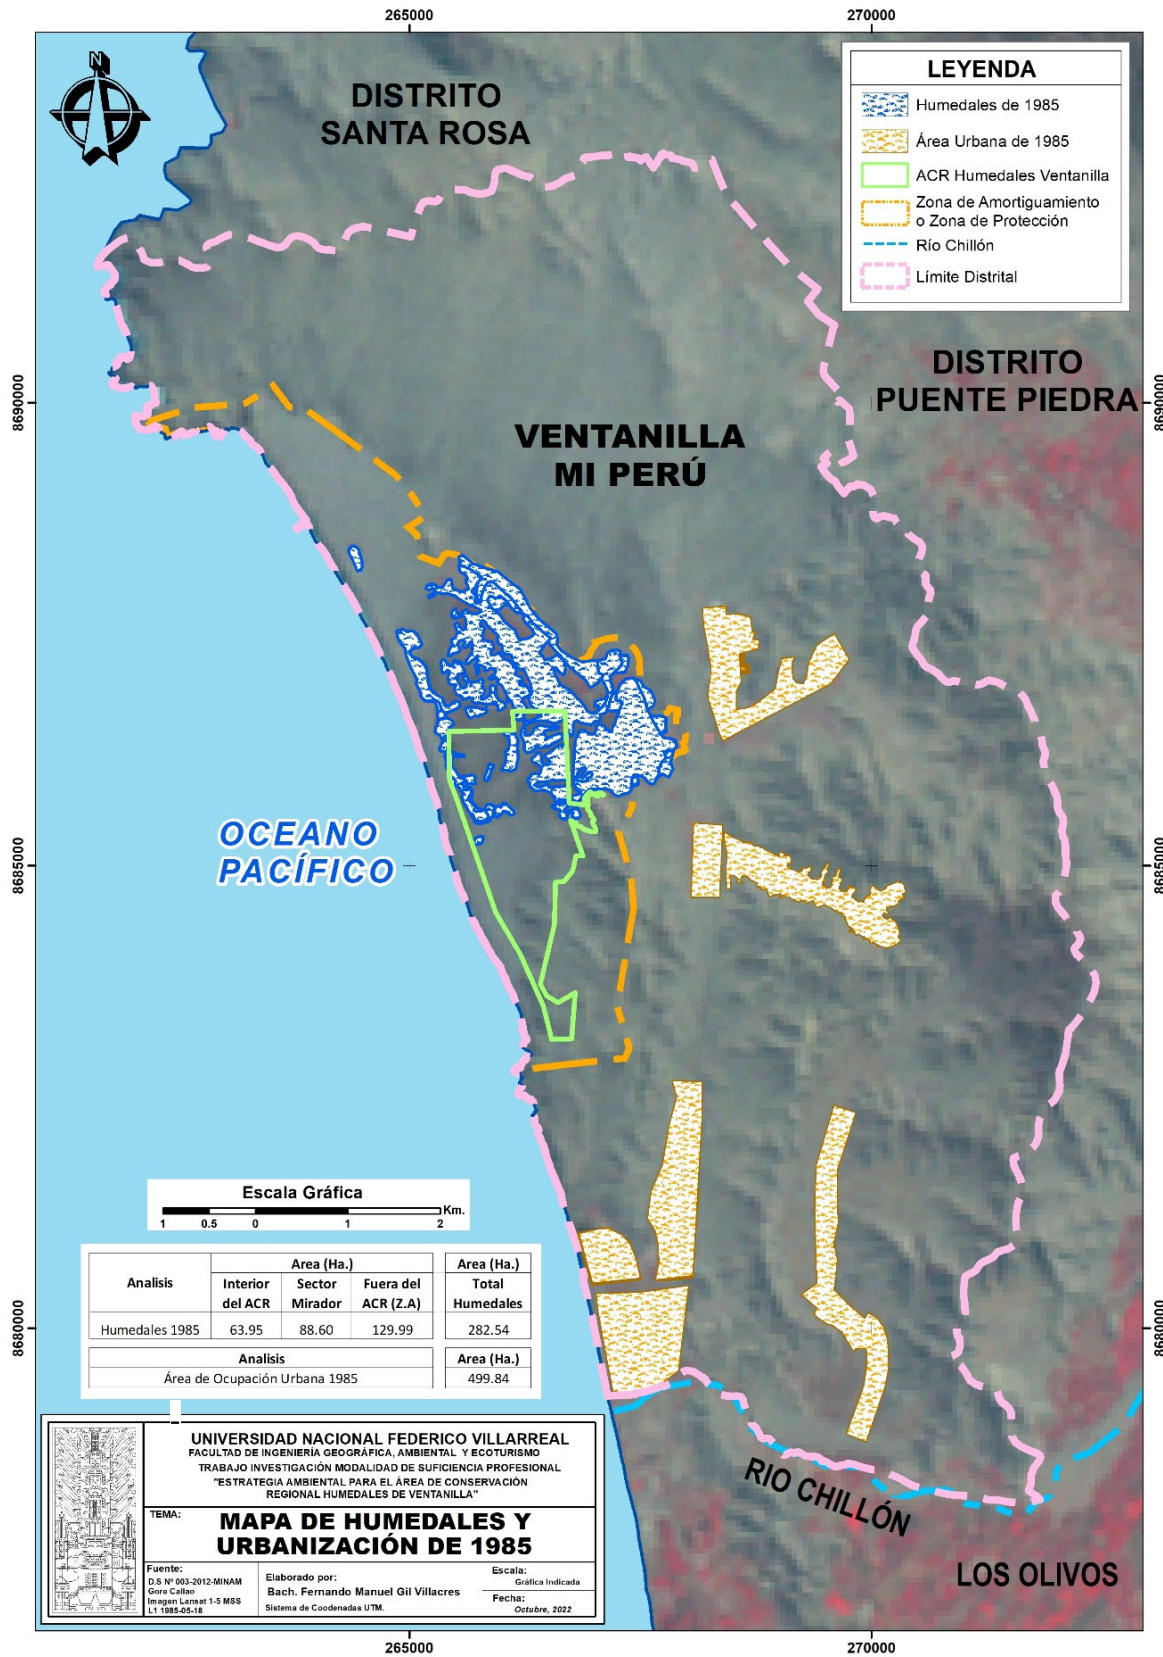 265000
270000
N
DISTRITO
SANTA ROSA
LEYENDA
Humedales de 1985
Área Urbana de 1985
ACR Humedales Ventanilla
Zona de Amortiguamiento
o Zona de Protección
Río Chillón
Límite Distrital
DISTRITO
PUENTE PIEDRA
8690000
8690000
VENTANILLA
MI PERÚ
OCEANO
PACÍFICO
8685000
8685000
Escala Gráfica
1 0.5 0 1 2 Km.
Analisis Area (Ha.) Area (Ha.)
Interior del ACR Sector Mirador Fuera del ACR (Z.A) Total Humedales
Humedales 1985 63.95 88.60 129.99 282.54
Analisis Area (Ha.)
Área de Ocupación Urbana 1985 499.84
8680000
8680000
RIO CHILLÓN
LOS OLIVOS
UNIVERSIDAD NACIONAL FEDERICO VILLARREAL
FACULTAD DE INGENIERÍA GEOGRÁFICA, AMBIENTAL Y ECOTURISMO
TRABAJO INVESTIGACIÓN MODALIDAD DE SUFICIENCIA PROFESIONAL
"ESTRATEGIA AMBIENTAL PARA EL ÁREA DE CONSERVACIÓN
REGIONAL HUMEDALES DE VENTANILLA"
TEMA:
MAPA DE HUMEDALES Y
URBANIZACIÓN DE 1985
Fuente:
D.S Nº 003-2012-MINAM
Gore Callao
Imagen Lansat 1-5 MSS
L1 1985-05-18
Elaborado por:
Bach. Fernando Manuel Gil Villacres
Sistema de Coodenadas UTM.
Escala:
Gráfica Indicada
Fecha:
Octubre, 2022
265000
270000